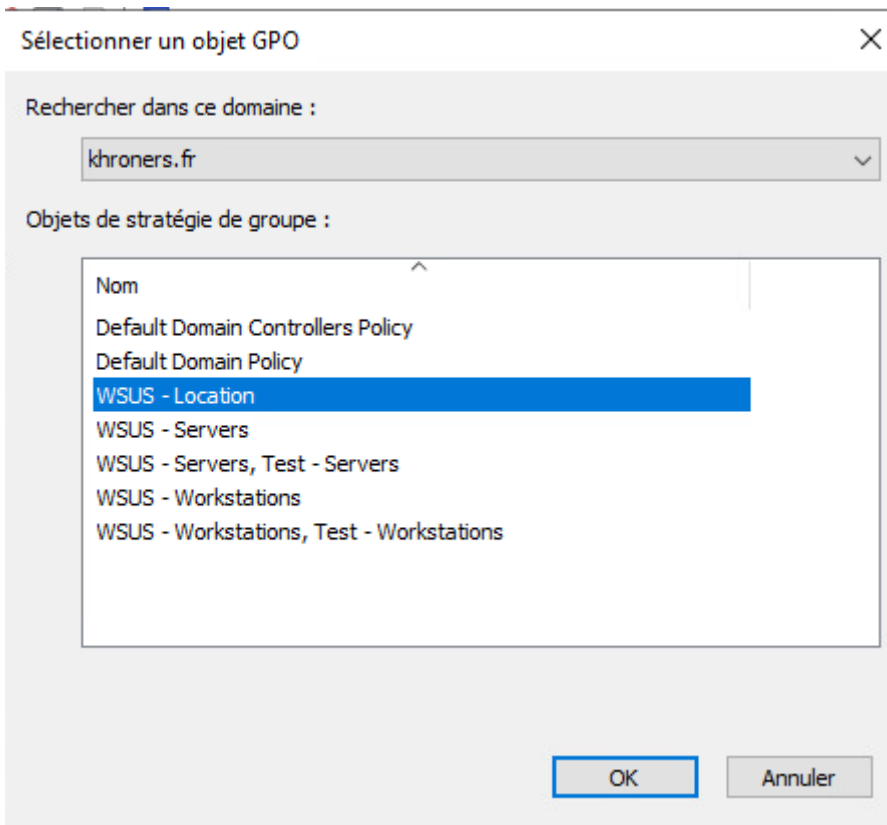 Sélectionner un objet GPO
Rechercher dans ce domaine :
khroners.fr
Objets de stratégie de groupe :
Nom
Default Domain Controllers Policy
Default Domain Policy
WSUS - Location
WSUS - Servers
WSUS - Servers, Test - Servers
WSUS - Workstations
WSUS - Workstations, Test - Workstations
OK
Annuler